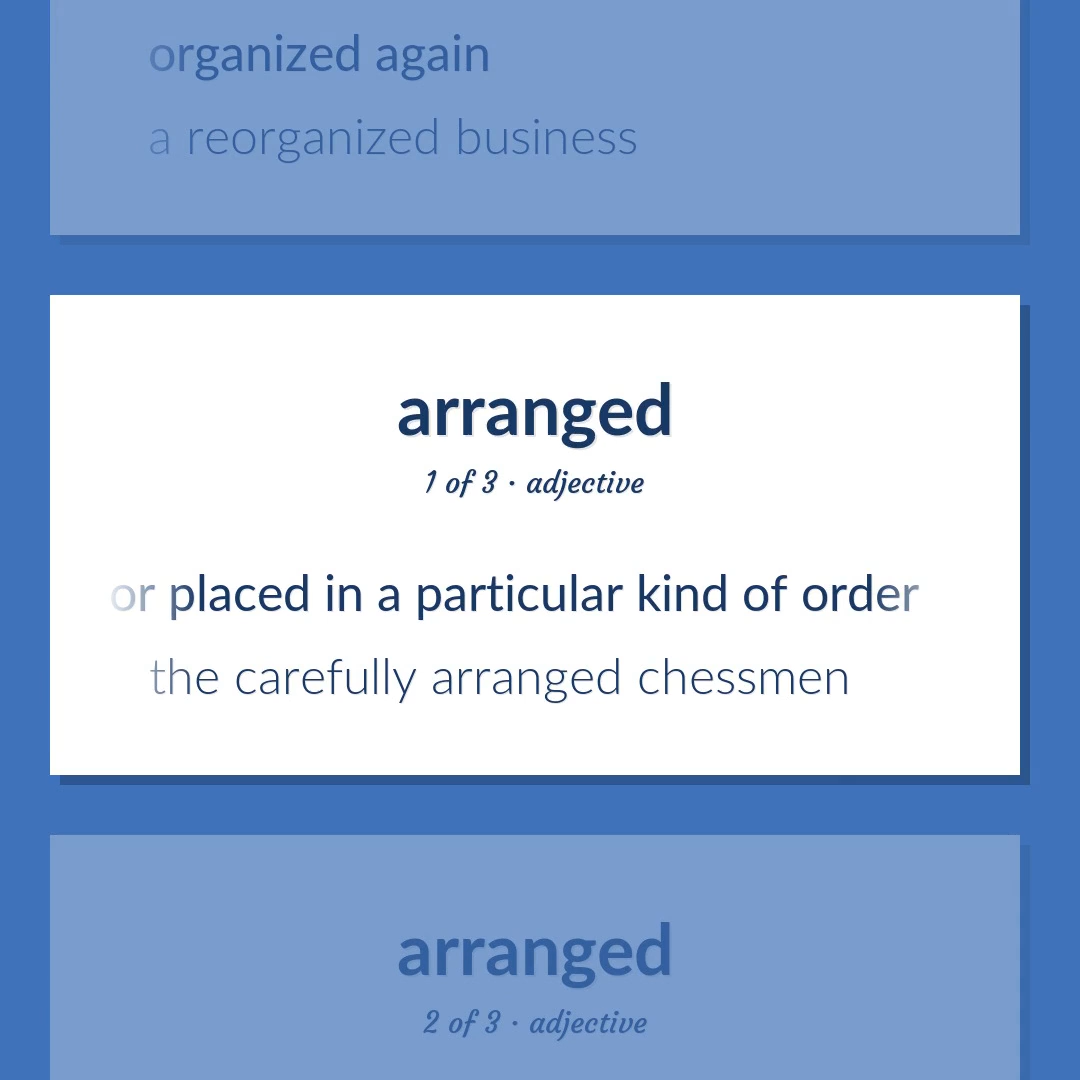 organized again
a reorganized business
arranged
1 of 3 · adjective
or placed in a particular kind of order
the carefully arranged chessmen
arranged
2 of 3 · adjective